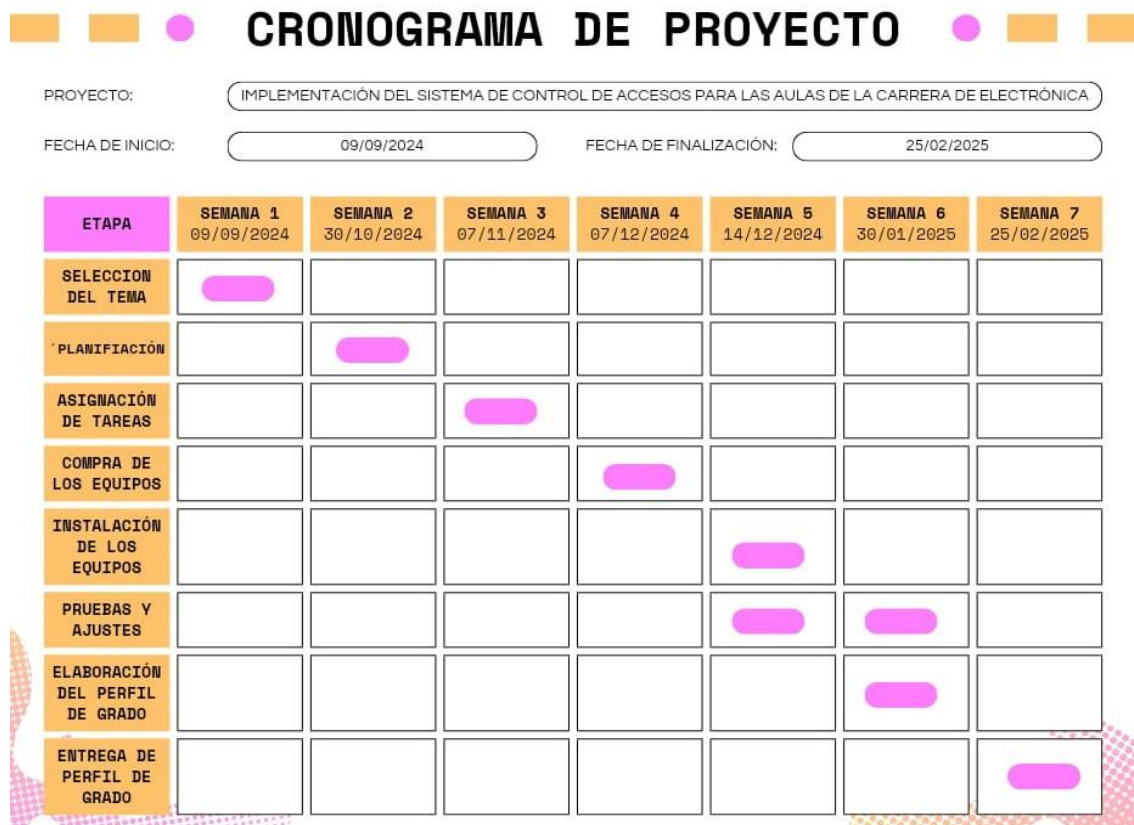 CRONOGRAMA DE PROYECTO
PROYECTO:
IMPLEMENTACIÓN DEL SISTEMA DE CONTROL DE ACCESOS PARA LAS AULAS DE LA CARRERA DE ELECTRÓNICA
FECHA DE INICIO:
09/09/2024
FECHA DE FINALIZACIÓN:
25/02/2025
ETAPA
SEMANA 1
09/09/2024
SEMANA 2
30/10/2024
SEMANA 3
07/11/2024
SEMANA 4
07/12/2024
SEMANA 5
14/12/2024
SEMANA 6
30/01/2025
SEMANA 7
25/02/2025
SELECCION
DEL TEMA
´PLANIFIACIÓN
ASIGNACIÓN
DE TAREAS
COMPRA DE
LOS EQUIPOS
INSTALACIÓN
DE LOS
EQUIPOS
PRUEBAS Y
AJUSTES
ELABORACIÓN
DEL PERFIL
DE GRADO
ENTREGA DE
PERFIL DE
GRADO